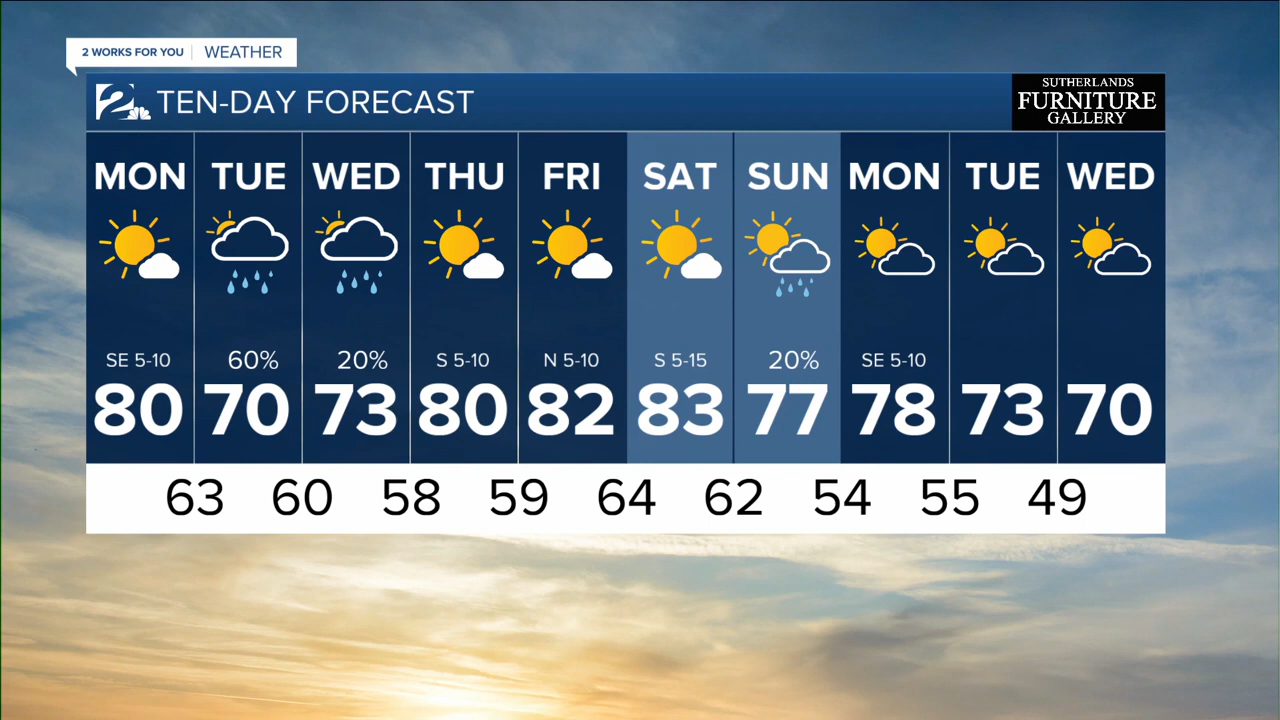 2 WORKS FOR YOU | WEATHER
2 TEN-DAY FORECAST
SUTHERLANDS
FURNITURE
GALLERY
MON TUE WED THU FRI SAT SUN MON TUE WED
SE 5-10 60% 20% S 5-10 N 5-10 S 5-15 20% SE 5-10
80 70 73 80 82 83 77 78 73 70
63 60 58 59 64 62 54 55 49